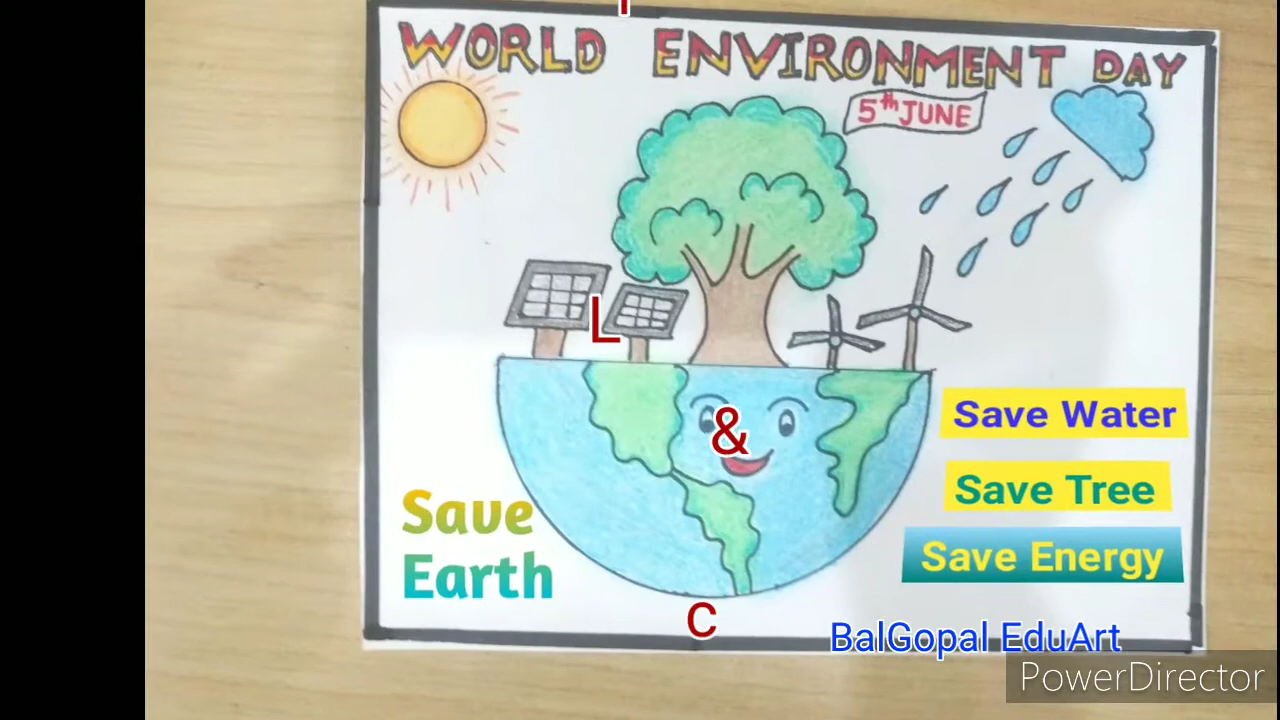 WORLD ENVIRONMENT DAY
5th JUNE
L
&
Save Water
Save Tree
Save Energy
Save
Earth
C
BalGopal EduArt
PowerDirector